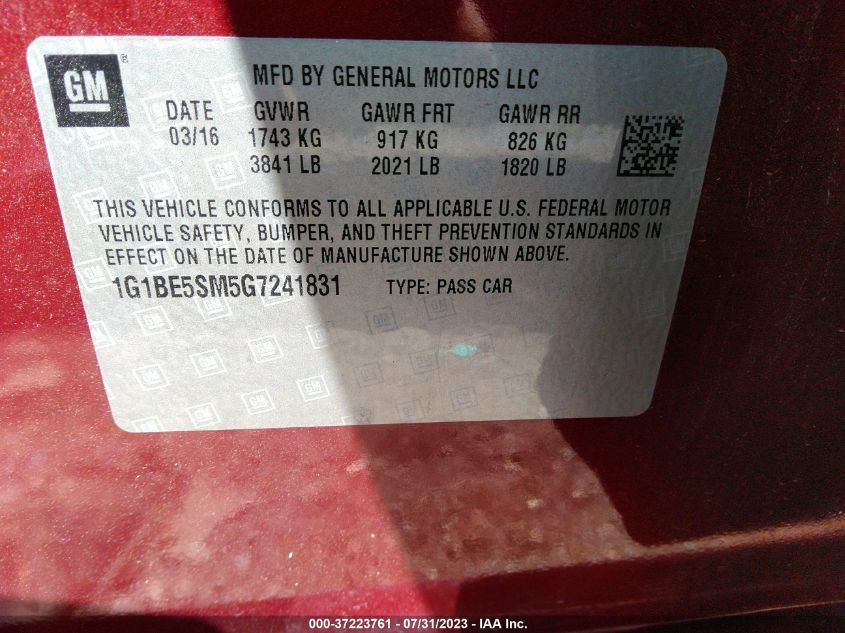 GM®
MFD BY GENERAL MOTORS LLC
DATE GVWR GAWR FRT GAWR RR
03/16 1743 KG 917 KG 826 KG
3841 LB 2021 LB 1820 LB
THIS VEHICLE CONFORMS TO ALL APPLICABLE U.S. FEDERAL MOTOR
VEHICLE SAFETY, BUMPER, AND THEFT PREVENTION STANDARDS IN
EFFECT ON THE DATE OF MANUFACTURE SHOWN ABOVE.
1G1BE5SM5G7241831 TYPE: PASS CAR
000-37223761 - 07/31/2023 - IAA Inc.